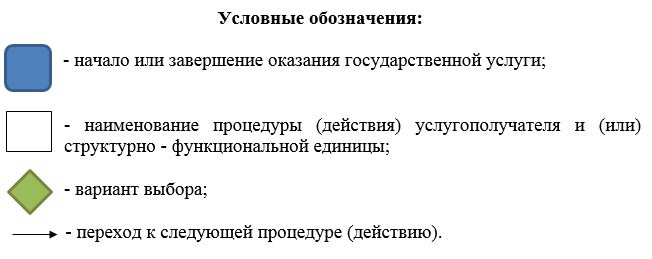 Условные обозначения:
- начало или завершение оказания государственной услуги;
- наименование процедуры (действия) услугополучателя и (или)
структурно - функциональной единицы;
- вариант выбора;
- переход к следующей процедуре (действию).